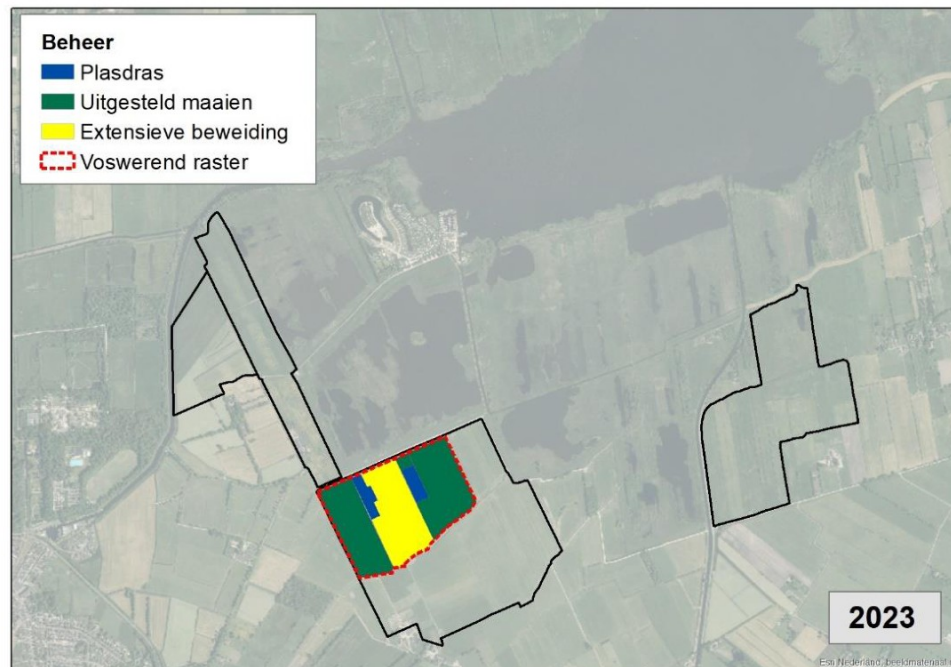 Beheer
Plasdras
Uitgesteld maaien
Extensieve beweiding
Voswerend raster
2023
Esri Nederland, beeldmateriaal